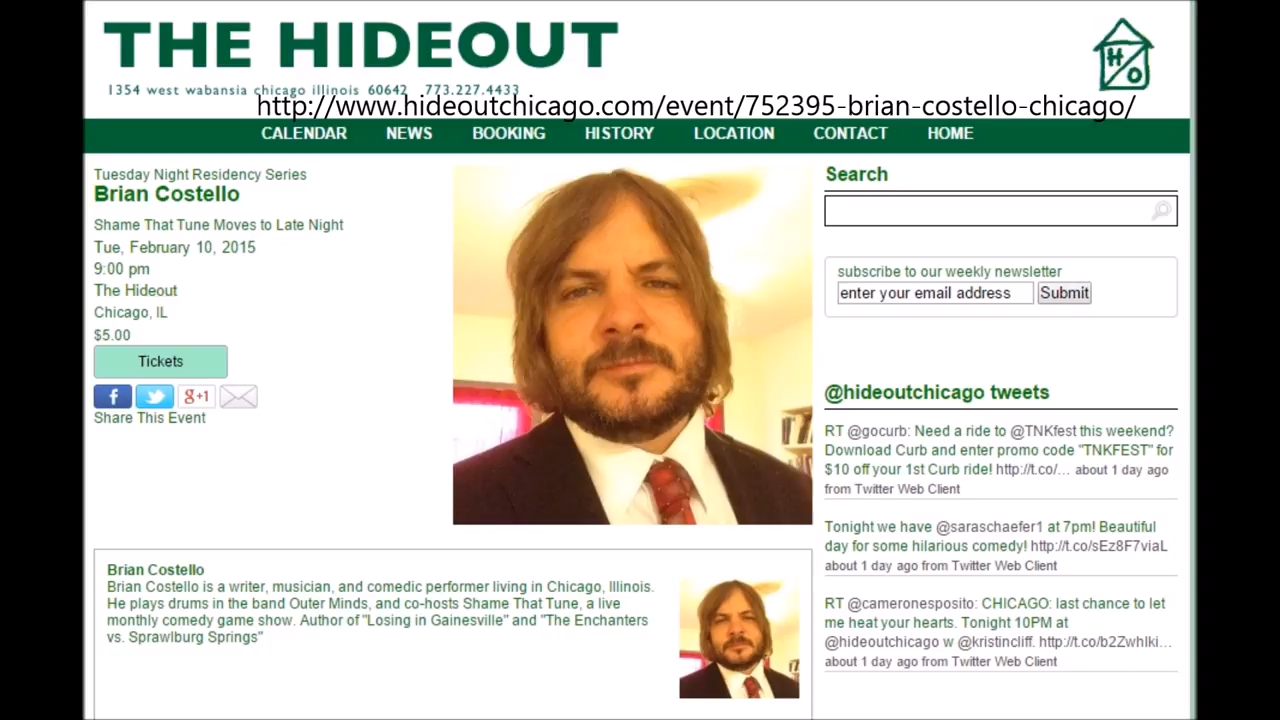 THE HIDEOUT
H
O
1354 west wabansia chicago illinois 60642 773.227.4433
http://www.hideoutchicago.com/event/752395-brian-costello-chicago/
CALENDAR NEWS BOOKING HISTORY LOCATION CONTACT HOME
Tuesday Night Residency Series
Brian Costello
Shame That Tune Moves to Late Night
Tue, February 10, 2015
9:00 pm
The Hideout
Chicago, IL
$5.00
Tickets
f g+1
Share This Event
Brian Costello
Brian Costello is a writer, musician, and comedic performer living in Chicago, Illinois.
He plays drums in the band Outer Minds, and co-hosts Shame That Tune, a live
monthly comedy game show. Author of "Losing in Gainesville" and "The Enchanters
vs. Sprawlburg Springs"
Search
subscribe to our weekly newsletter
enter your email address Submit
@hideoutchicago tweets
RT @gocurb: Need a ride to @TNKfest this weekend?
Download Curb and enter promo code "TNKFEST" for
$10 off your 1st Curb ride! http://t.co/… about 1 day ago
from Twitter Web Client
Tonight we have @saraschaefer1 at 7pm! Beautiful
day for some hilarious comedy! http://t.co/sEz8F7viaL
about 1 day ago from Twitter Web Client
RT @cameronesposito: CHICAGO: last chance to let
me heat your hearts. Tonight 10PM at
@hideoutchicago w @kristincliff. http://t.co/b2Zwhlki…
about 1 day ago from Twitter Web Client